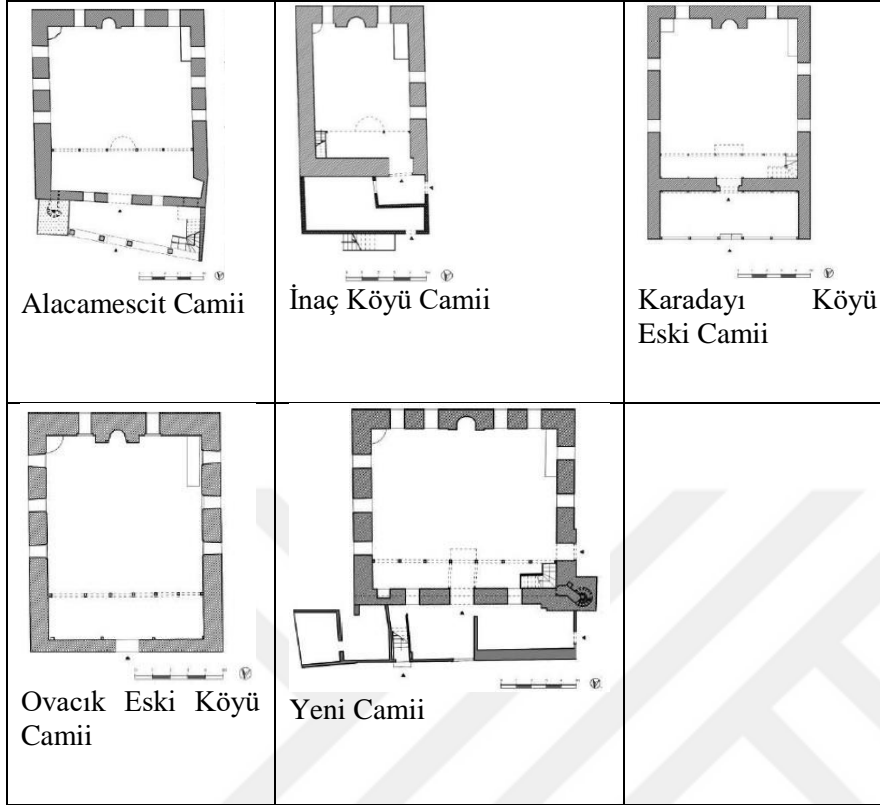 Alacamescit Camii
İnaç Köyü Camii
Karadayı Köyü
Eski Camii
Ovacık Eski Köyü
Camii
Yeni Camii